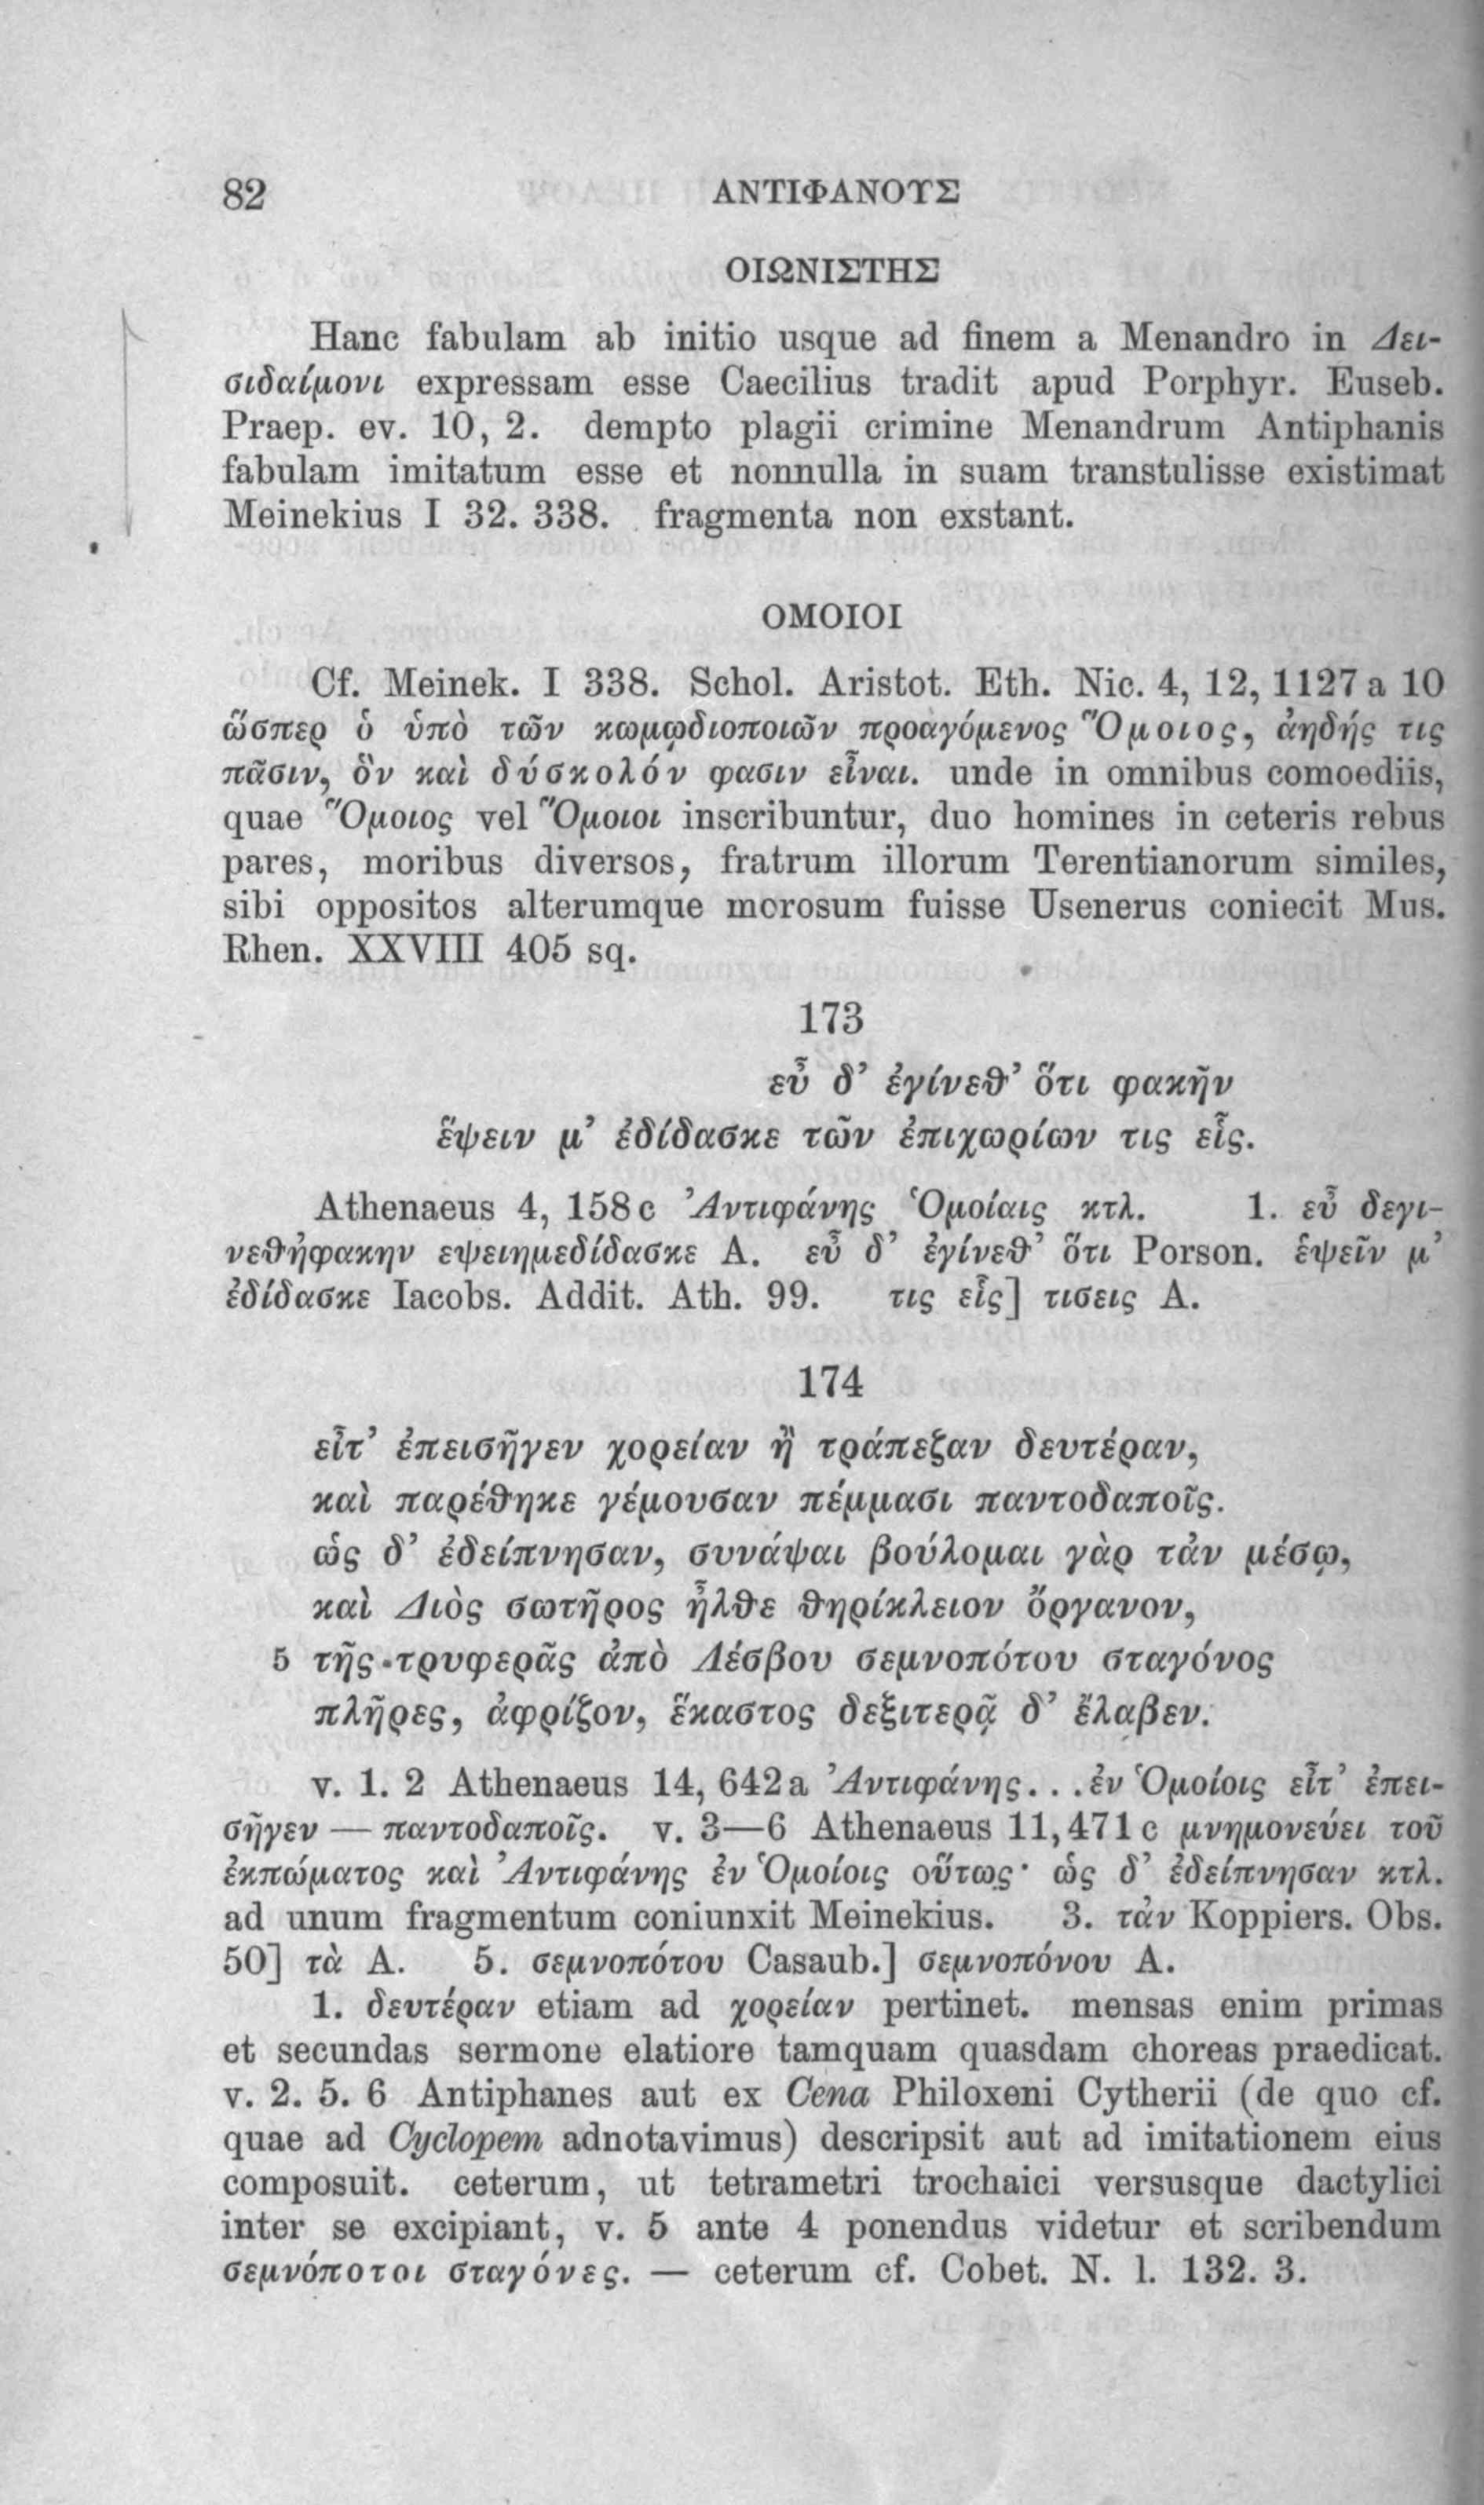 82 ΑΝΤΙΦΑΝΟΥΣ
ΟΙΩΝΙΣΤΗΣ
Hanc fabulam ab initio usque ad finem a Menandro in Δει-
σιδαίμονι expressam esse Caecilius tradit apud Porphyr. Euseb.
Praep. ev. 10, 2. dempto plagii crimine Menandrum Antiphanis
fabulam imitatum esse et nonnulla in suam transtulisse existimat
Meinekius I 32. 338. fragmenta non exstant.
ΟΜΟΙΟΙ
Cf. Meinek. I 338. Schol. Aristot. Eth. Nic. 4, 12, 1127 a 10
ὥσπερ ὁ ὑπὸ τῶν κωμῳδιοποιῶν προαγόμενος Ὅμοιος, ἀηδής τις
πᾶσιν, ὃν καὶ δύσκολόν φασιν εἶναι. unde in omnibus comoediis,
quae Ὅμοιος vel Ὅμοιοι inscribuntur, duo homines in ceteris rebus
pares, moribus diversos, fratrum illorum Terentianorum similes,
sibi oppositos alterumque morosum fuisse Usenerus coniecit Mus.
Rhen. XXVIII 405 sq.
173
εὖ δ’ ἐγίνεθ’ ὅτι φακῆν
ἕψειν μ’ ἐδίδασκε τῶν ἐπιχωρίων τις εἷς.
Athenaeus 4, 158 c Ἀντιφάνης Ὁμοίαις κτλ. 1. εὖ δεγι-
νεθἠφακην εψειημεδίδασκε A. εὖ δ’ ἐγίνεθ’ ὅτι Porson. ἑψεῖν μ’
ἐδίδασκε Iacobs. Addit. Ath. 99. τις εἷς] τισεις A.
174
εἶτ’ ἐπεισῆγεν χορείαν ἢ τράπεζαν δευτέραν,
καὶ παρέθηκε γέμουσαν πέμμασι παντοδαποῖς.
ὡς δ’ ἐδείπνησαν, συνάψαι βούλομαι γὰρ τἀν μέσῳ,
καὶ Διὸς σωτῆρος ἦλθε θηρίκλειον ὄργανον,
5 τῆς τρυφερᾶς ἀπὸ Λέσβου σεμνοπότου σταγόνος
πλῆρες, ἀφρίζον, ἕκαστος δεξιτερᾷ δ’ ἔλαβεν.
v. 1. 2 Athenaeus 14, 642 a Ἀντιφάνης. . .ἐν Ὁμοίοις εἶτ’ ἐπει-
σῆγεν — παντοδαποῖς. v. 3—6 Athenaeus 11, 471 c μνημονεύει τοῦ
ἐκπώματος καὶ Ἀντιφάνης ἐν Ὁμοίοις οὕτως· ὡς δ’ ἐδείπνησαν κτλ.
ad unum fragmentum coniunxit Meinekius. 3. τἀν Koppiers. Obs.
50] τὰ A. 5. σεμνοπότου Casaub.] σεμνοπόνου A.
1. δευτέραν etiam ad χορείαν pertinet. mensas enim primas
et secundas sermone elatiore tamquam quasdam choreas praedicat.
v. 2. 5. 6 Antiphanes aut ex Cena Philoxeni Cytherii (de quo cf.
quae ad Cyclopem adnotavimus) descripsit aut ad imitationem eius
composuit. ceterum, ut tetrametri trochaici versusque dactylici
inter se excipiant, v. 5 ante 4 ponendus videtur et scribendum
σεμνόποτοι σταγόνες. — ceterum cf. Cobet. N. l. 132. 3.